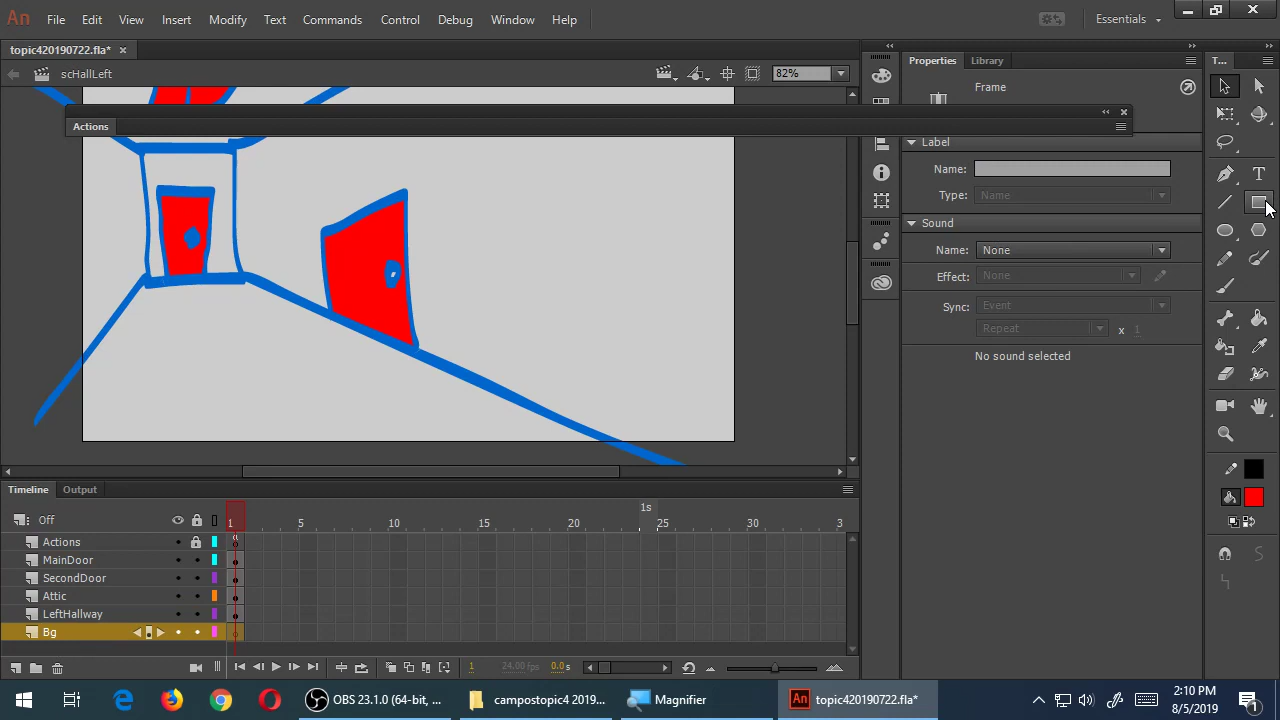 An File Edit View Insert Modify Text Commands Control Debug Window Help Essentials
topic420190722.fla* ×
scHallLeft 82% Properties Library T...
Frame
Actions
Label
Name:
Type: Name
Sound
Name: None
Effect: None
Sync: Event
Repeat x 1
No sound selected
Timeline Output
1s
Off 1 5 10 15 20 25 30 3
Actions
MainDoor
SecondDoor
Attic
LeftHallway
Bg
1 24.00 fps 0.0 s
OBS 23.1.0 (64-bit, ... campostopic4 2019... Magnifier An topic420190722.fla* 2:10 PM
8/5/2019 1